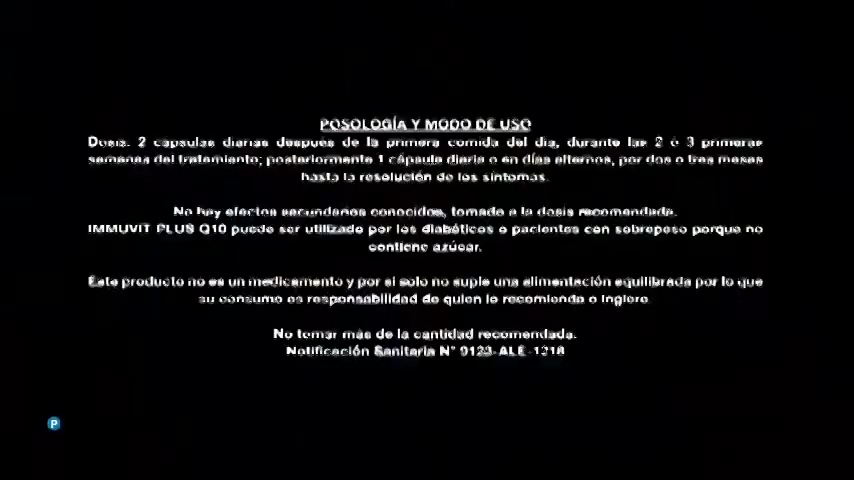 POSOLOGÍA Y MODO DE USO
Dosis: 2 cápsulas diarias después de la primera comida del día, durante las 2 ó 3 primeras
semanas del tratamiento; posteriormente 1 cápsula diaria o en días alternos, por dos o tres meses
hasta la resolución de los síntomas.
No hay efectos secundarios conocidos, tomado a la dosis recomendada.
IMMUVIT PLUS Q10 puede ser utilizado por los diabéticos o pacientes con sobrepeso porque no
contiene azúcar.
Este producto no es un medicamento y por si solo no suple una alimentación equilibrada por lo que
su consumo es responsabilidad de quien lo recomienda o ingiere.
No tomar más de la cantidad recomendada.
Notificación Sanitaria N° 0123-ALE-1218
P